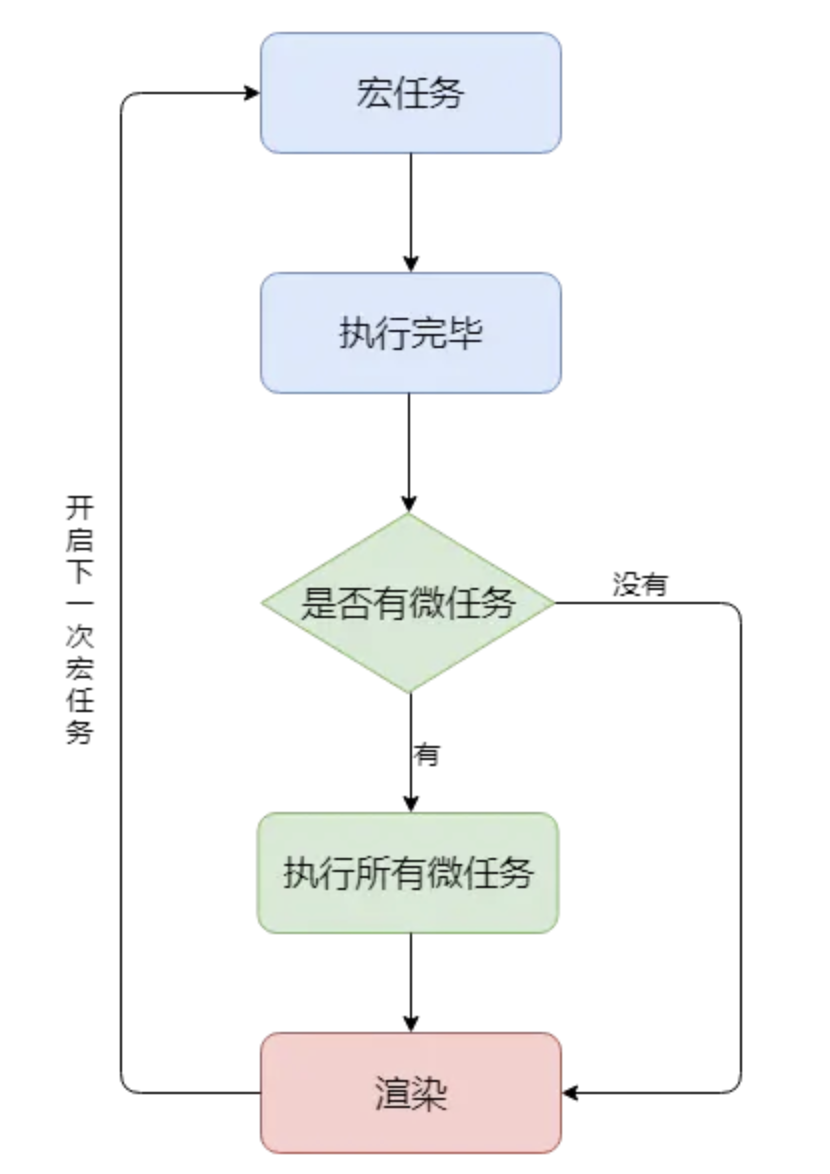 宏任务
执行完毕
开启下一次宏任务
是否有微任务
没有
有
执行所有微任务
渲染